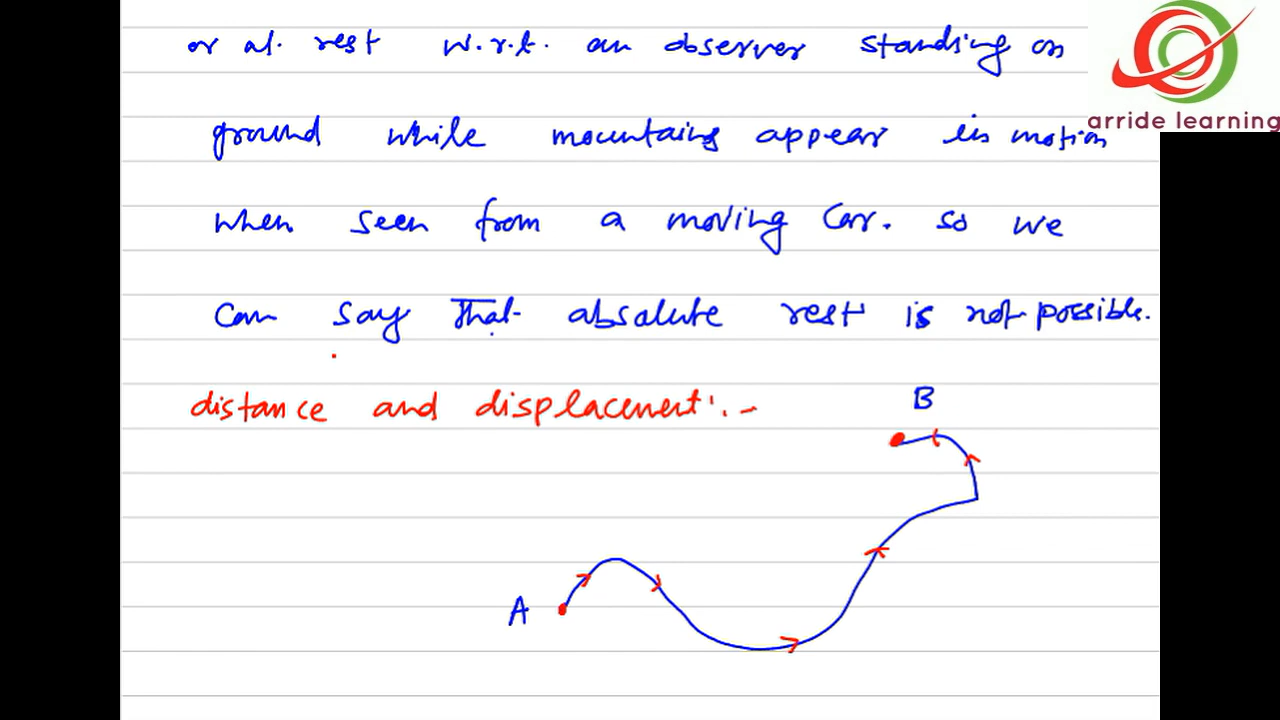 or at rest w.r.t. an observer standing on
ground while mountains appear in motion
when seen from a moving Car. so we
Can say that absolute rest is not possible.
distance and displacement :-
B
A
arride learning